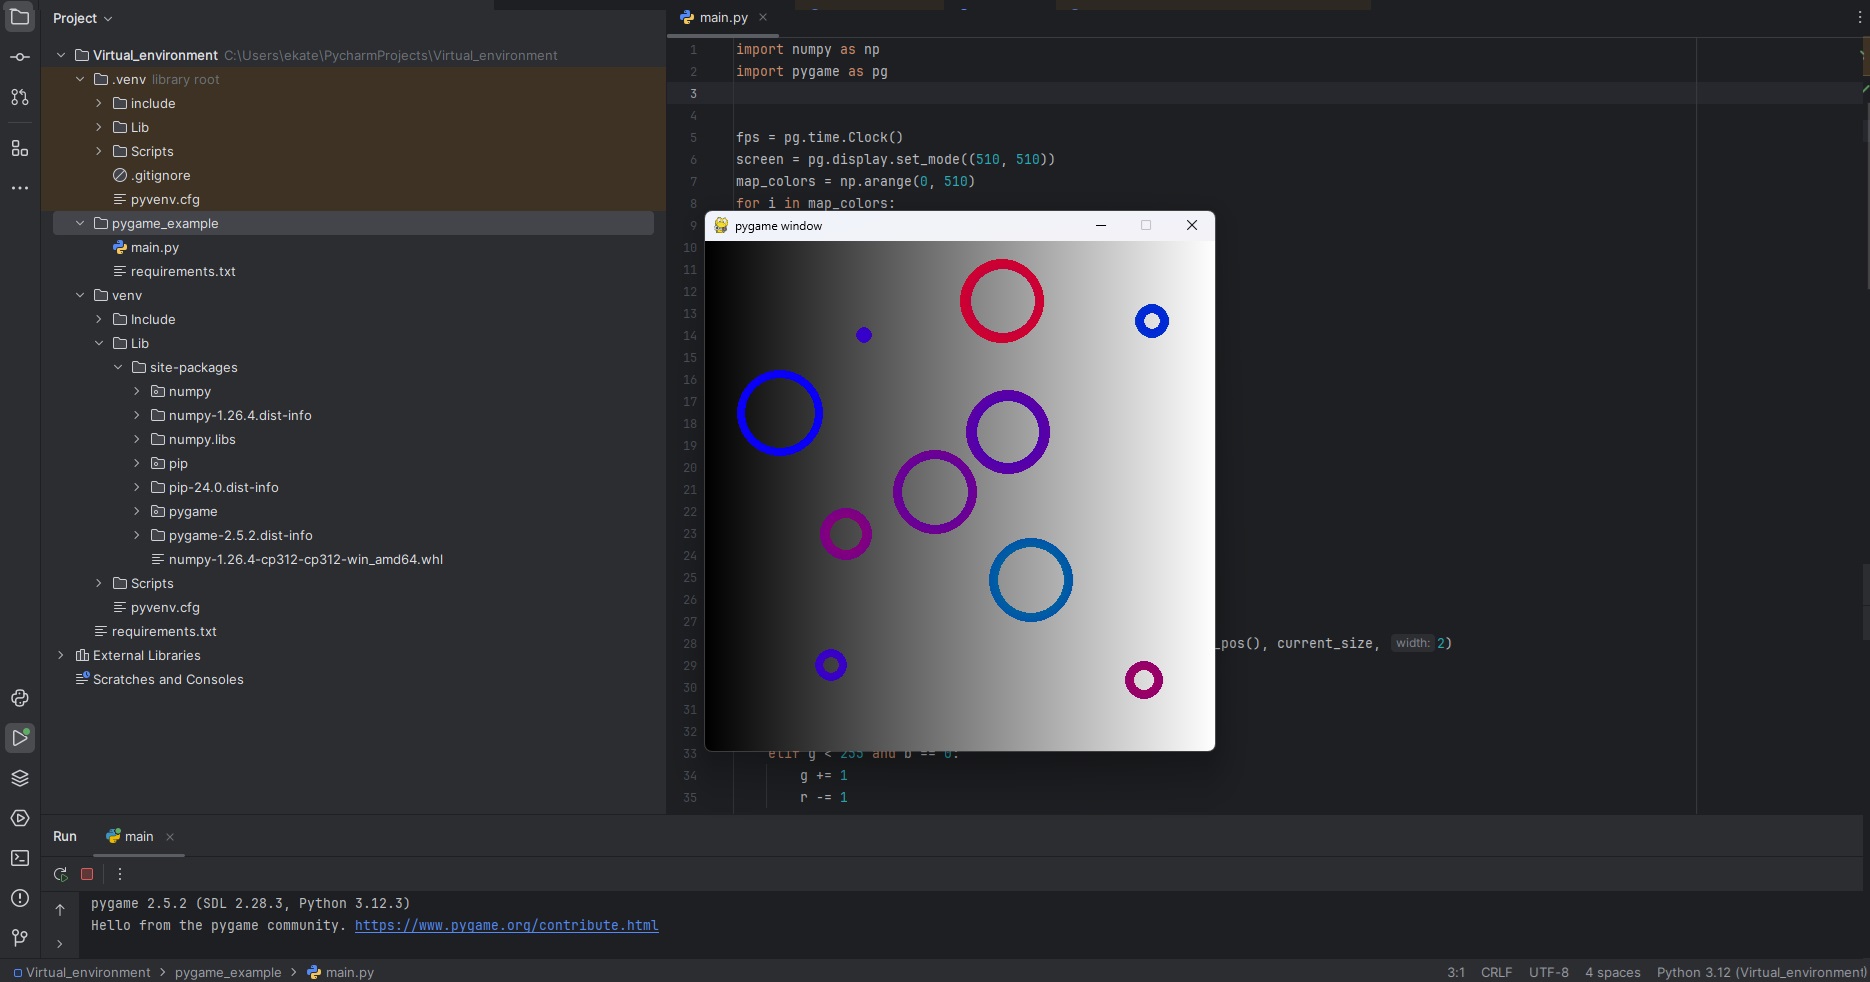 Project
Virtual_environment C:\Users\ekate\PycharmProjects\Virtual_environment
.venv library root
include
Lib
Scripts
.gitignore
pyvenv.cfg
pygame_example
main.py
requirements.txt
venv
Include
Lib
site-packages
numpy
numpy-1.26.4.dist-info
numpy.libs
pip
pip-24.0.dist-info
pygame
pygame-2.5.2.dist-info
numpy-1.26.4-cp312-cp312-win_amd64.whl
Scripts
pyvenv.cfg
requirements.txt
External Libraries
Scratches and Consoles
main.py
1 import numpy as np
2 import pygame as pg
3
4
5 fps = pg.time.Clock()
6 screen = pg.display.set_mode((510, 510))
7 map_colors = np.arange(0, 510)
8 for i in map_colors:
9
10
11
12
13
14
15
16
17
18
19
20
21
22
23
24
25
26
27
28 _pos(), current_size, width: 2)
29
30
31
32
33 elif g < 255 and b == 0:
34 g += 1
35 r -= 1
pygame window
Run main
pygame 2.5.2 (SDL 2.28.3, Python 3.12.3)
Hello from the pygame community. https://www.pygame.org/contribute.html
Virtual_environment > pygame_example > main.py
3:1 CRLF UTF-8 4 spaces Python 3.12 (Virtual_environment)